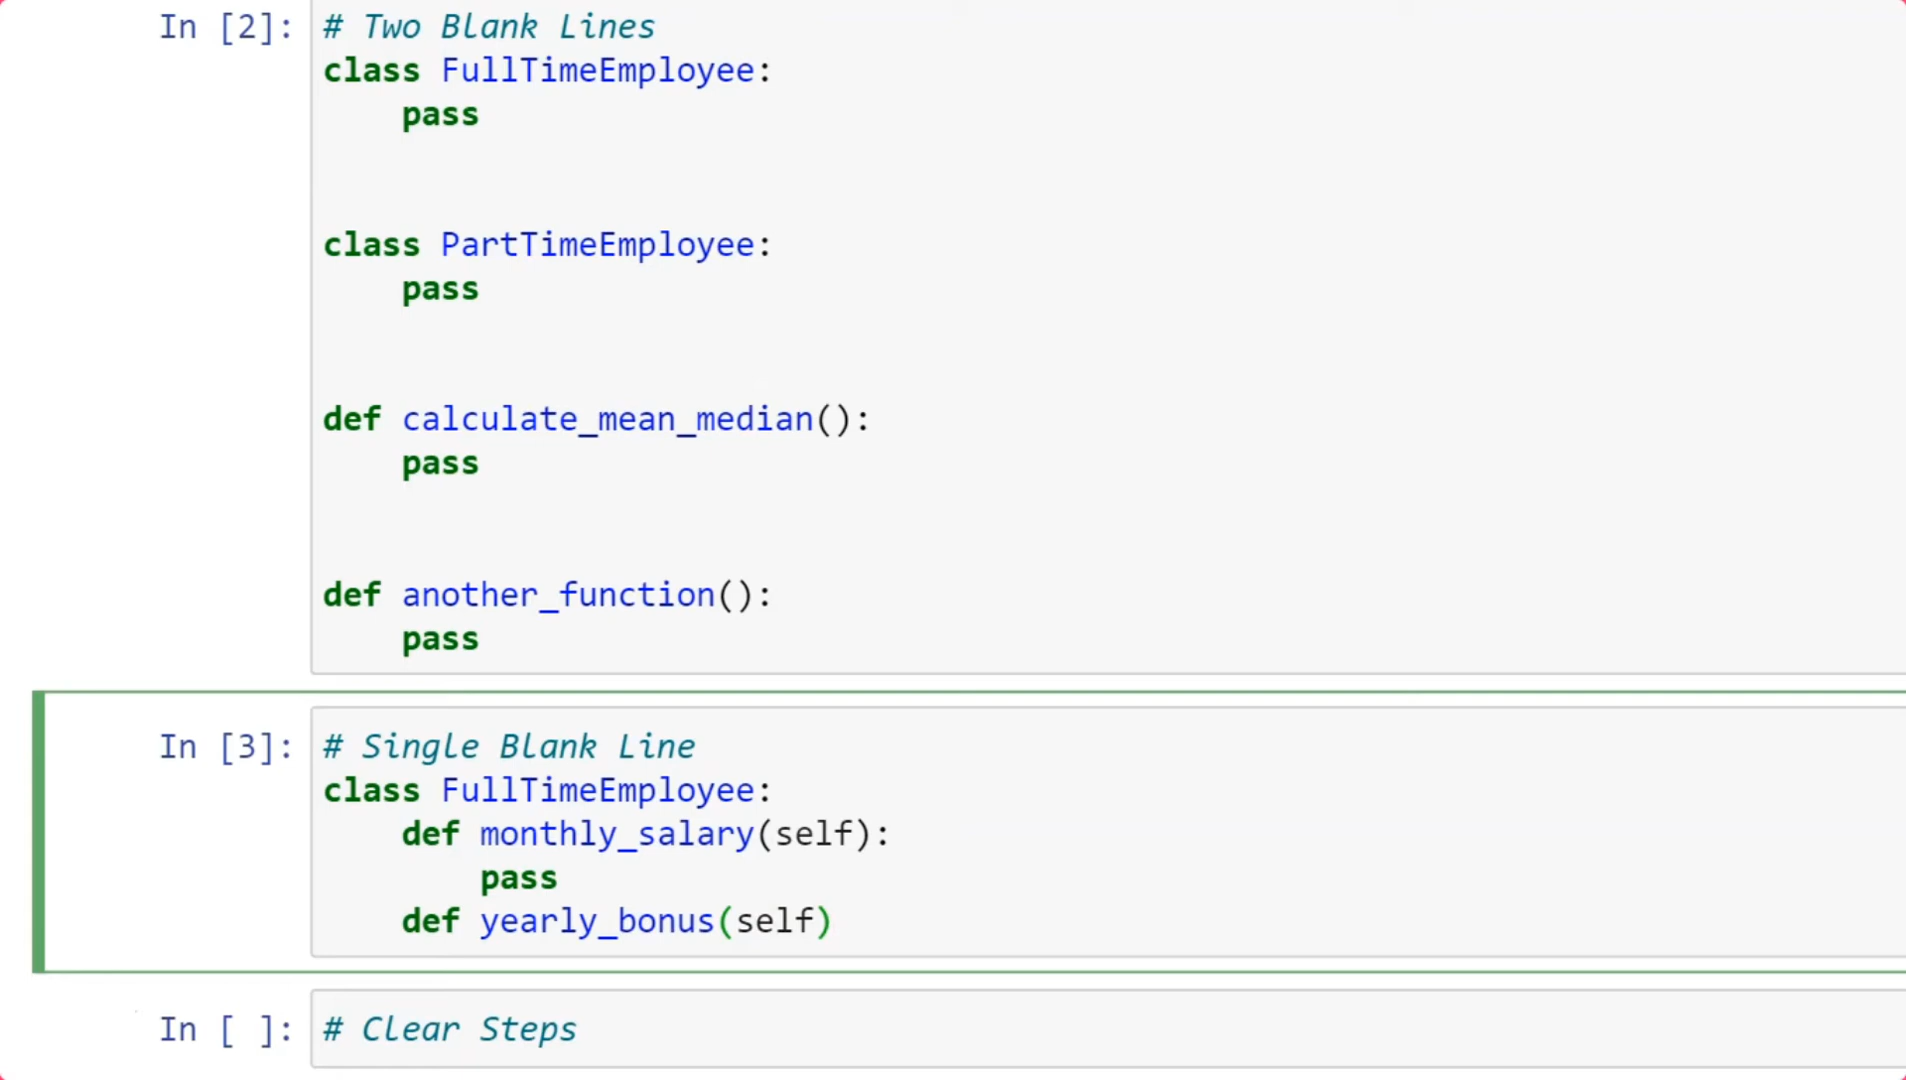 In [2]: # Two Blank Lines
class FullTimeEmployee:
    pass
class PartTimeEmployee:
    pass
def calculate_mean_median():
    pass
def another_function():
    pass
In [3]: # Single Blank Line
class FullTimeEmployee:
    def monthly_salary(self):
        pass
    def yearly_bonus(self)
In [ ]: # Clear Steps